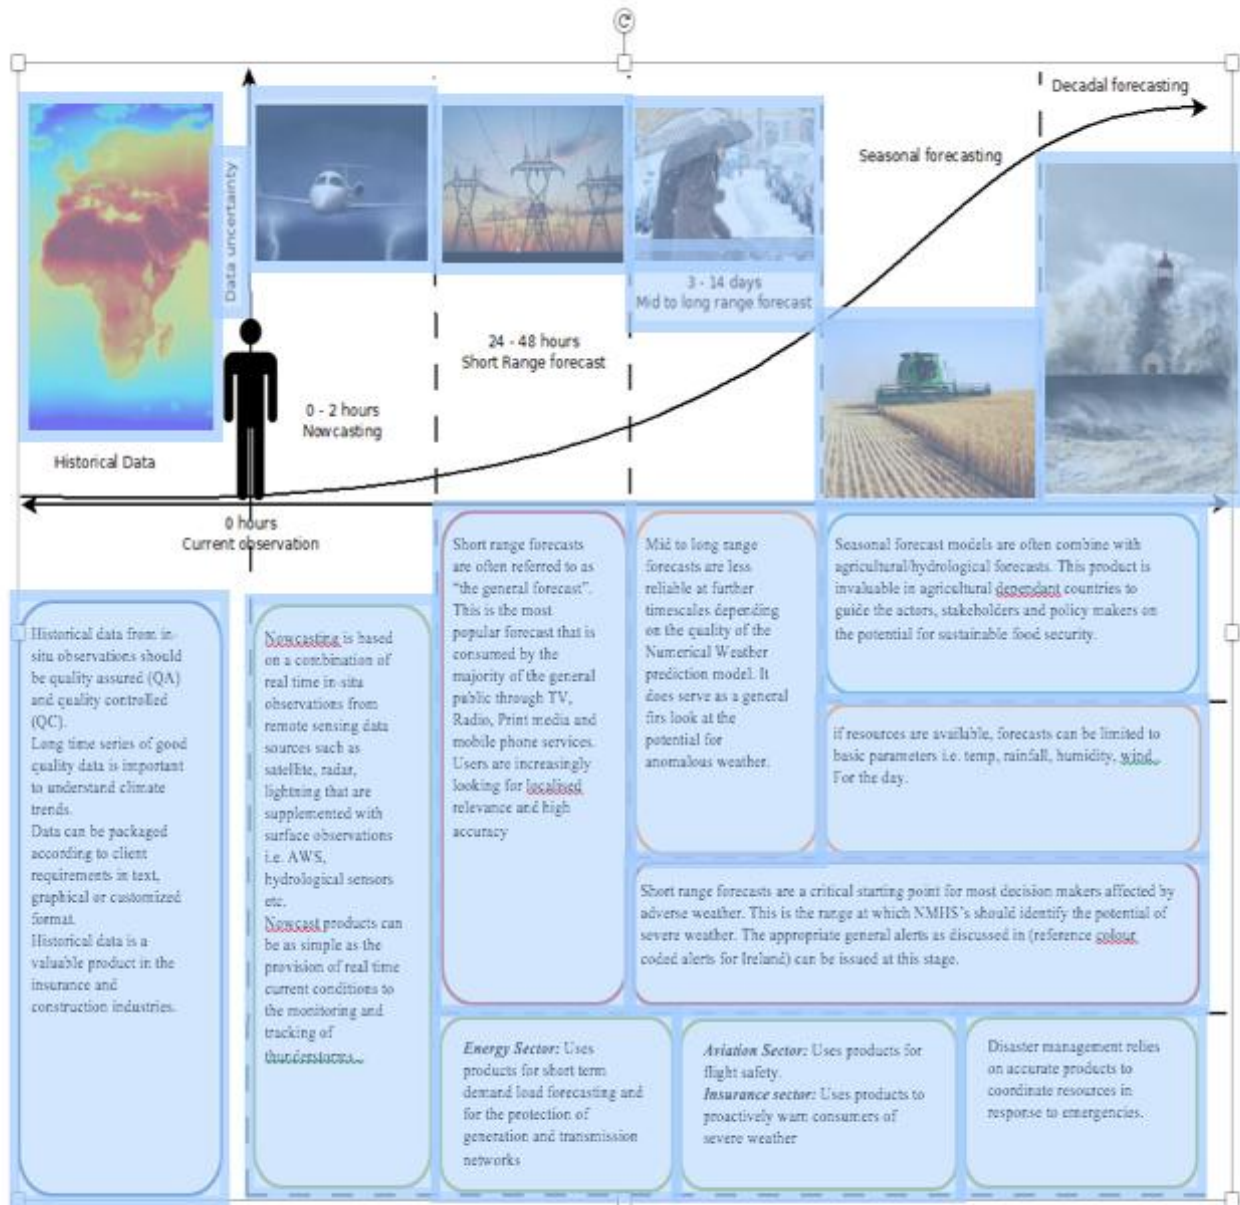 Decadal forecasting
Seasonal forecasting
Data uncertainty
3 - 14 days
Mid to long range forecast
24 - 48 hours
Short Range forecast
0 - 2 hours
Nowcasting
Historical Data
0 hours
Current observation
Historical data from in-
situ observations should
be quality assured (QA)
and quality controlled
(QC).
Long time series of good
quality data is important
to understand climate
trends.
Data can be packaged
according to client
requirements in text,
graphical or customized
format.
Historical data is a
valuable product in the
insurance and
construction industries.
Nowcasting is based
on a combination of
real time in-situ
observations from
remote sensing data
sources such as
satellite, radar,
lightning that are
supplemented with
surface observations
i.e. AWS,
hydrological sensors
etc.
Nowcast products can
be as simple as the
provision of real time
current conditions to
the monitoring and
tracking of
thunderstorms..
Short range forecasts
are often referred to as
“the general forecast”.
This is the most
popular forecast that is
consumed by the
majority of the general
public through TV,
Radio, Print media and
mobile phone services.
Users are increasingly
looking for localised
relevance and high
accuracy
Mid to long range
forecasts are less
reliable at further
timescales depending
on the quality of the
Numerical Weather
prediction model. It
does serve as a general
firs look at the
potential for
anomalous weather.
Seasonal forecast models are often combine with
agricultural/hydrological forecasts. This product is
invaluable in agricultural dependant countries to
guide the actors, stakeholders and policy makers on
the potential for sustainable food security.
if resources are available, forecasts can be limited to
basic parameters i.e. temp, rainfall, humidity, wind..
For the day.
Short range forecasts are a critical starting point for most decision makers affected by
adverse weather. This is the range at which NMHS’s should identify the potential of
severe weather. The appropriate general alerts as discussed in (reference colour
coded alerts for Ireland) can be issued at this stage.
Energy Sector: Uses
products for short term
demand load forecasting and
for the protection of
generation and transmission
networks
Aviation Sector: Uses products for
flight safety.
Insurance sector: Uses products to
proactively warn consumers of
severe weather
Disaster management relies
on accurate products to
coordinate resources in
response to emergencies.